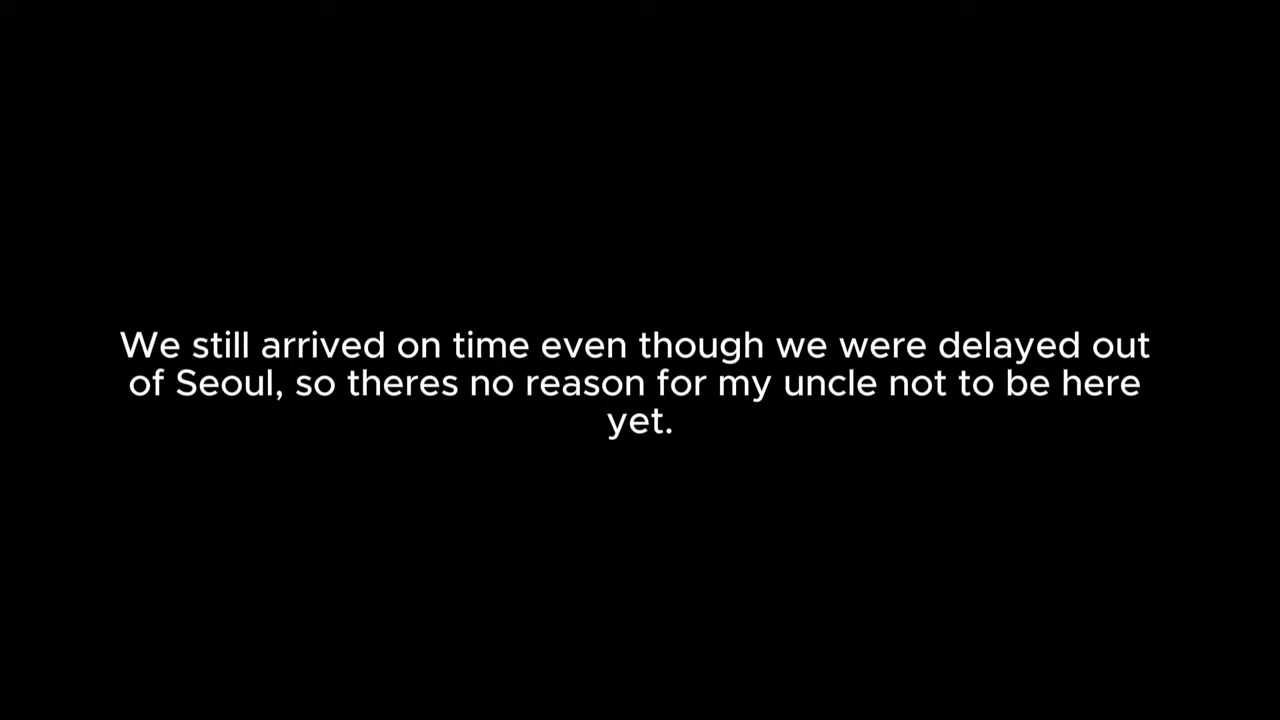 We still arrived on time even though we were delayed out
of Seoul, so theres no reason for my uncle not to be here
yet.